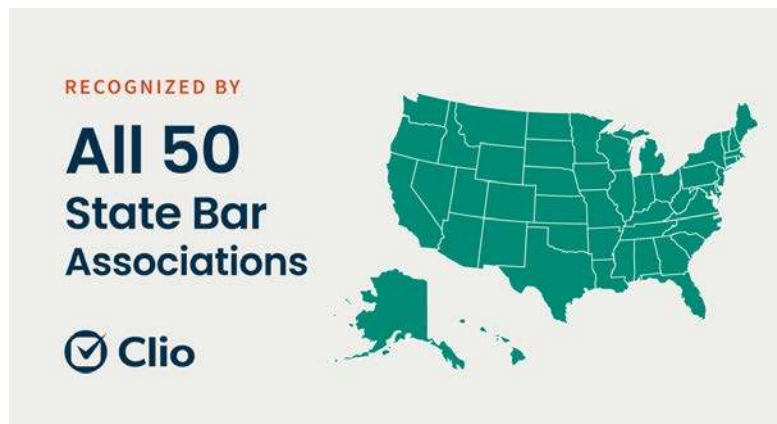 RECOGNIZED BY
All 50
State Bar
Associations
Clio